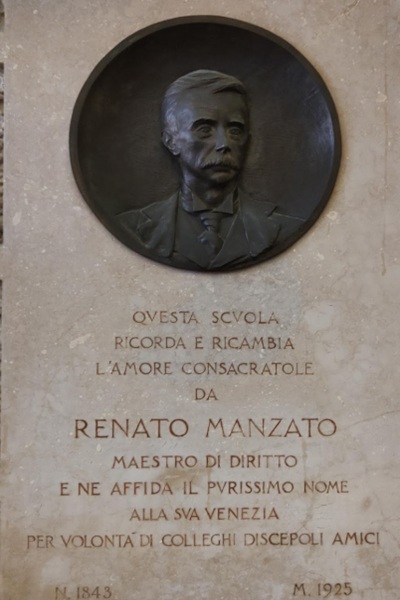 QVESTA SCVOLA
RICORDA E RICAMBIA
L'AMORE CONSACRATOLE
DA
RENATO MANZATO
MAESTRO DI DIRITTO
E NE AFFIDA IL PVRISSIMO NOME
ALLA SVA VENEZIA
PER VOLONTA' DI COLLEGHI DISCEPOLI AMICI
N. 1843 M. 1925